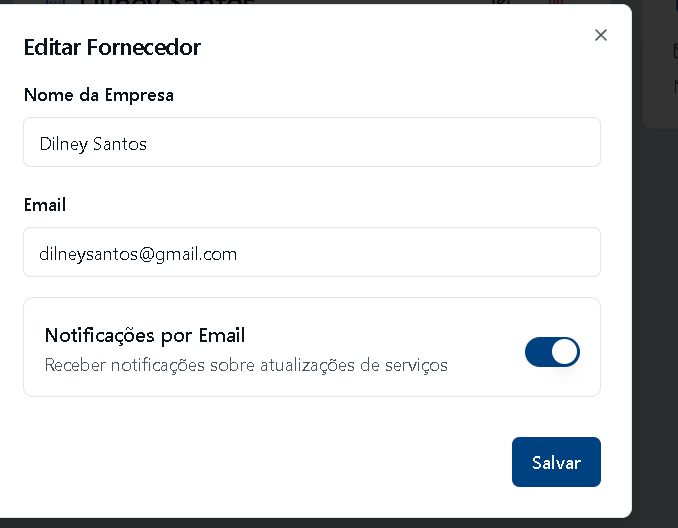 Editar Fornecedor
Nome da Empresa
Dilney Santos
Email
dilneysantos@gmail.com
Notificações por Email
Receber notificações sobre atualizações de serviços
Salvar